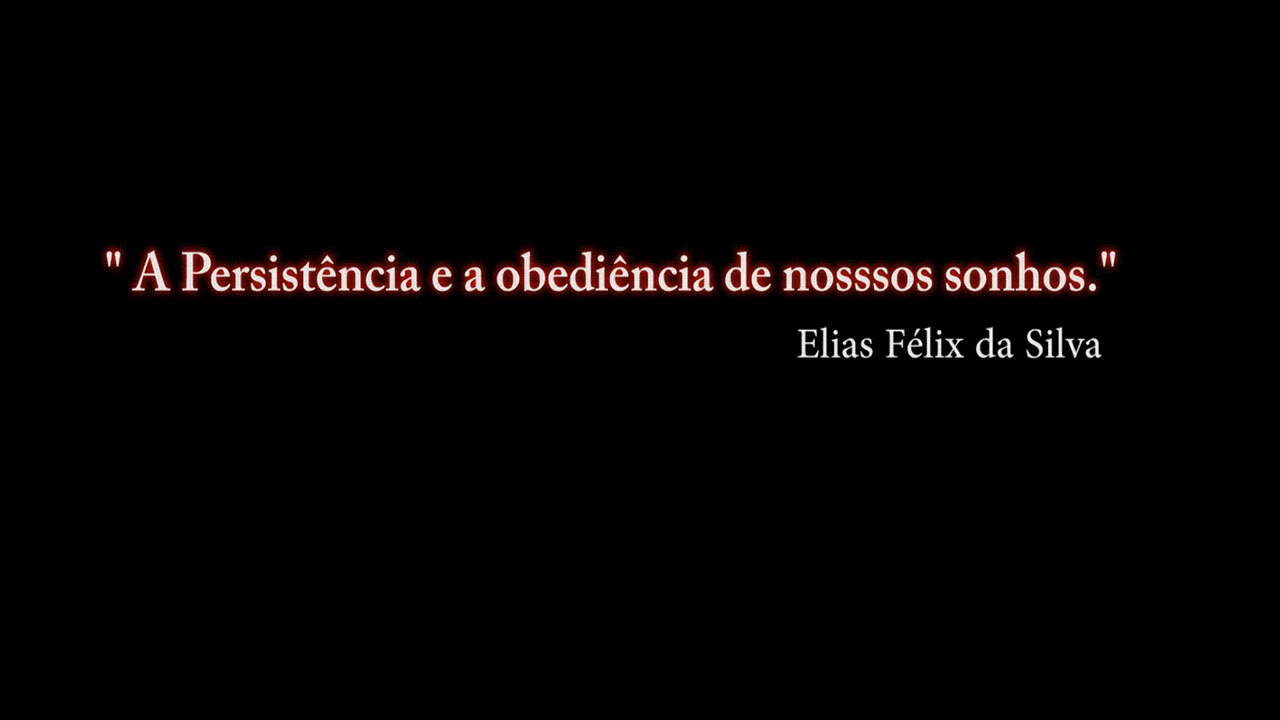 " A Persistência e a obediência de nosssos sonhos."
Elias Félix da Silva